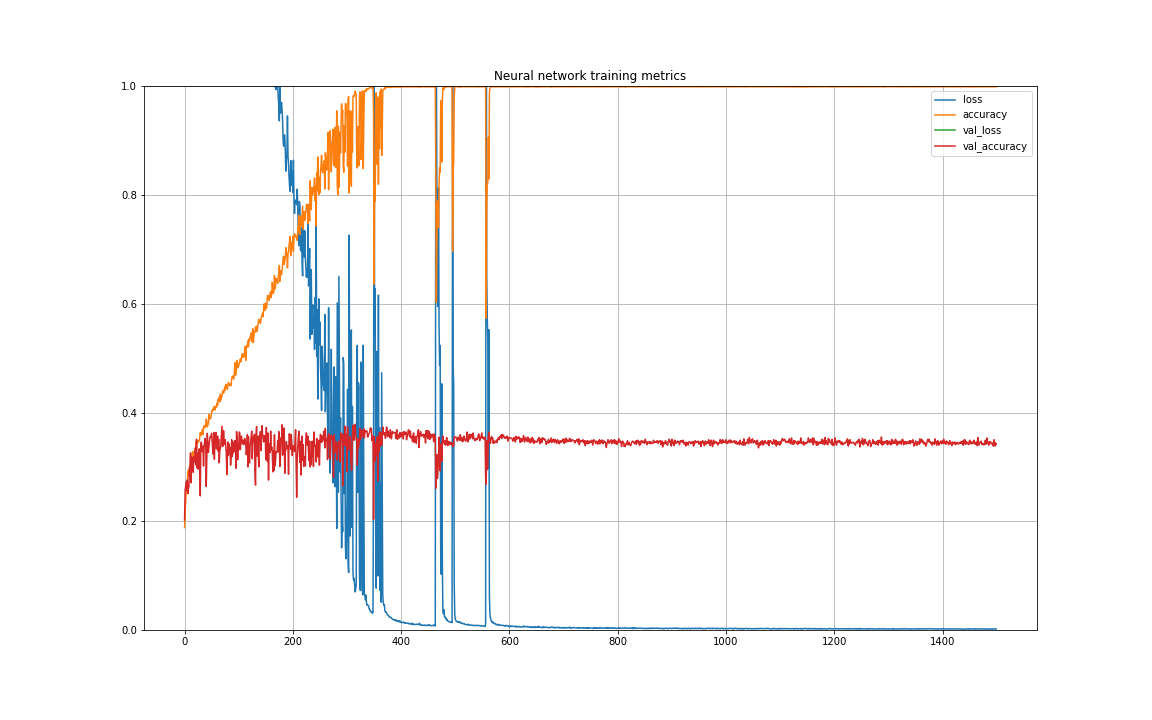 Neural network training metrics
1.0
loss
accuracy
val_loss
val_accuracy
0.8
0.6
0.4
0.2
0.0
0 200 400 600 800 1000 1200 1400